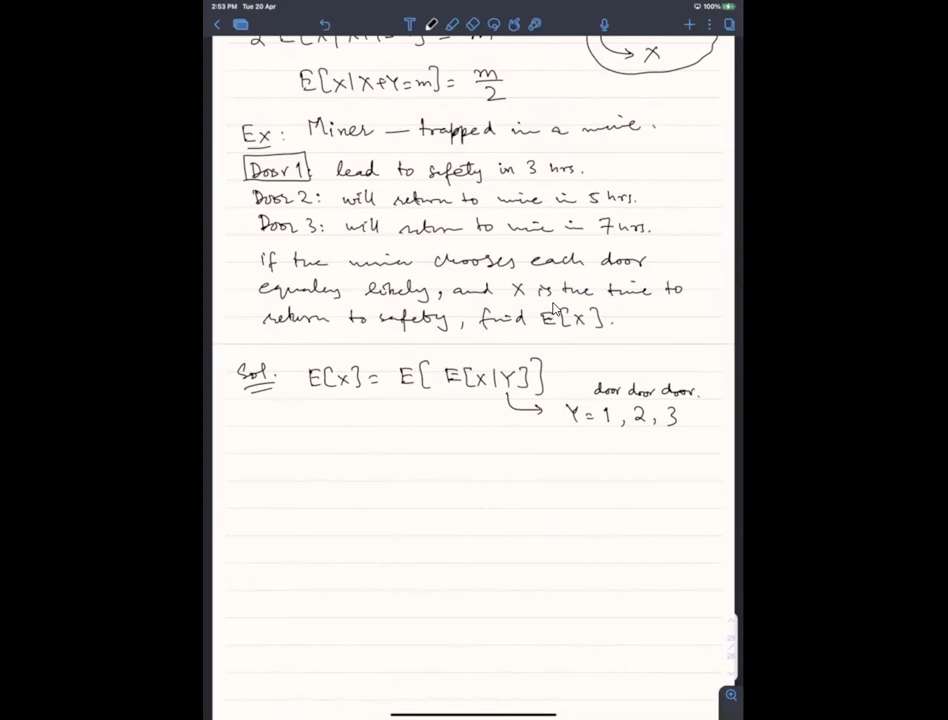 2:53 PM Tue 20 Apr
100%
E[X|X+Y=m] = m/2
X
Ex: Miner — trapped in a mine.
Door 1: lead to safety in 3 hrs.
Door 2: will return to mine in 5 hrs.
Door 3: will return to mine in 7 hrs.
if the miner chooses each door
equally likely, and X is the time to
return to safety, find E[X].
Sol. E[X] = E[ E[X|Y] ]
door door door.
Y = 1, 2, 3